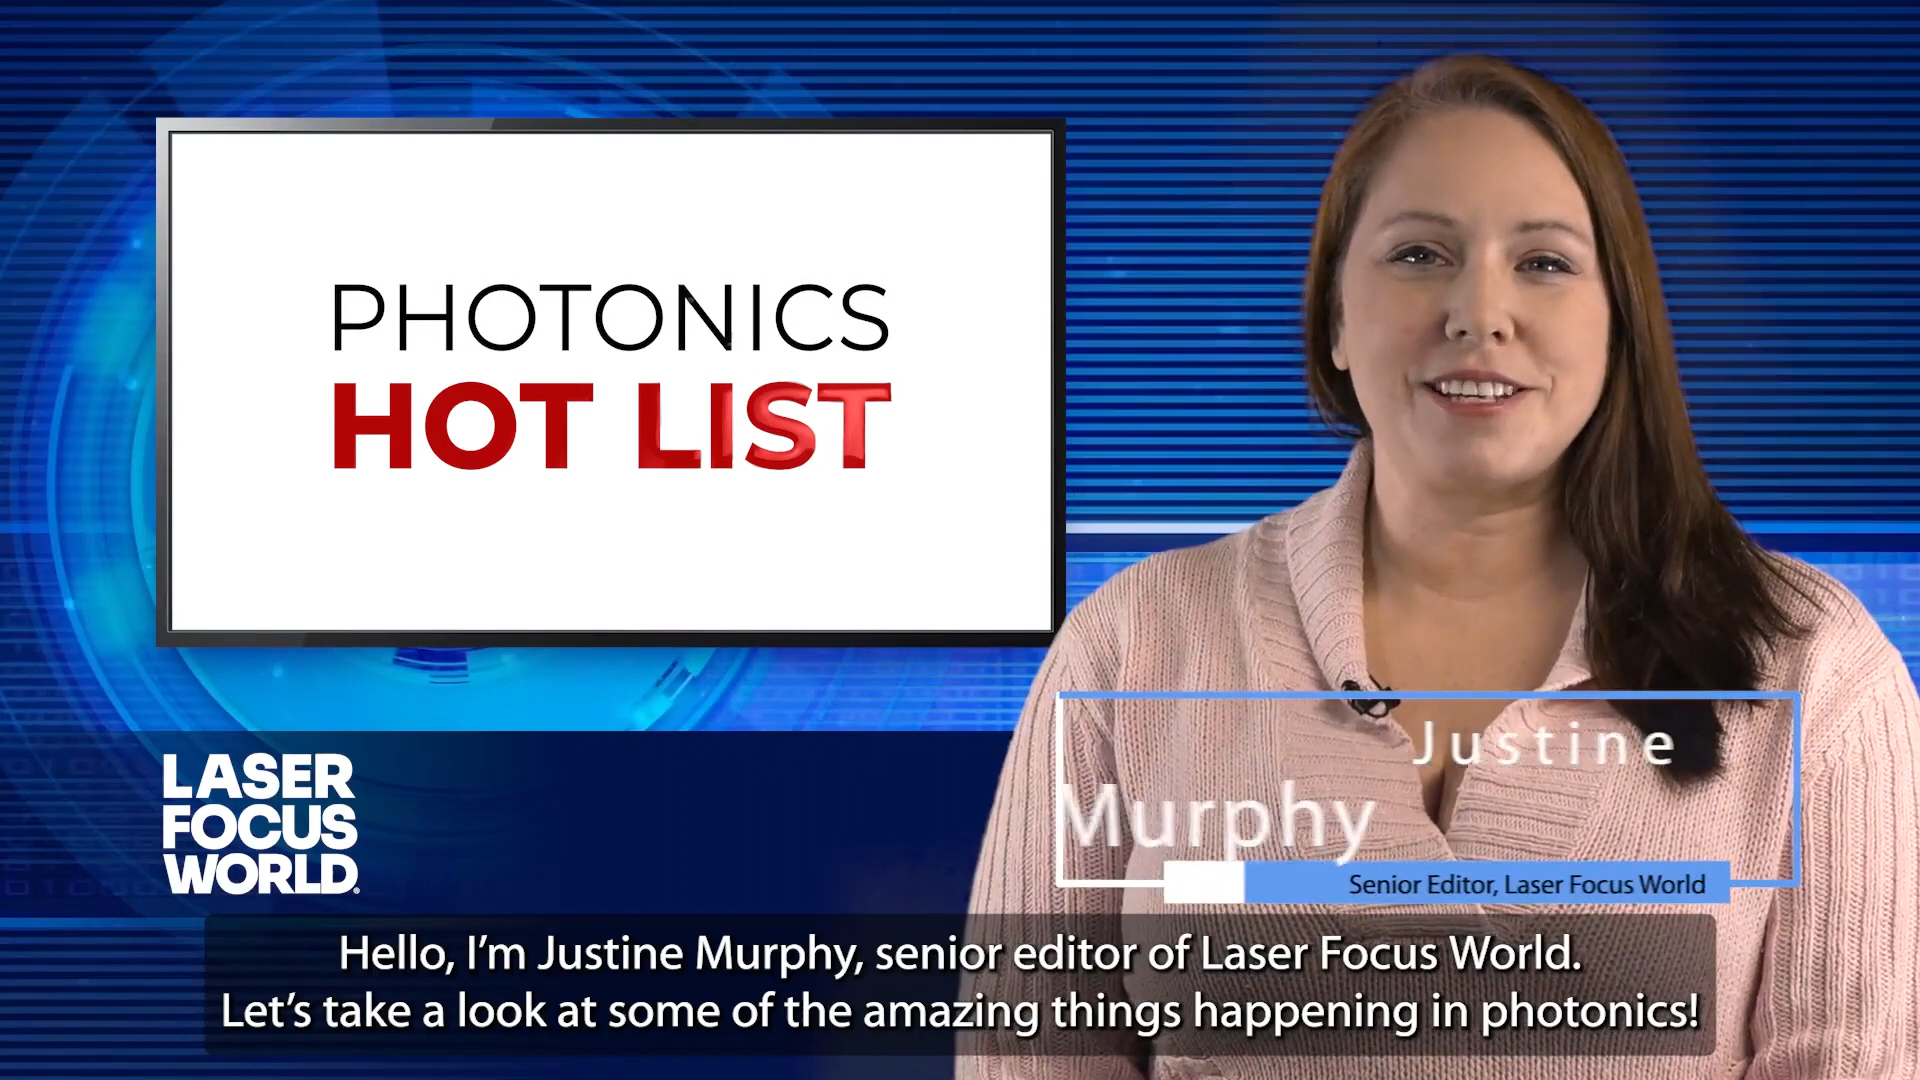 PHOTONICS
HOT LIST
LASER
FOCUS
WORLD
Justine
Murphy
Senior Editor, Laser Focus World
Hello, I'm Justine Murphy, senior editor of Laser Focus World.
Let's take a look at some of the amazing things happening in photonics!